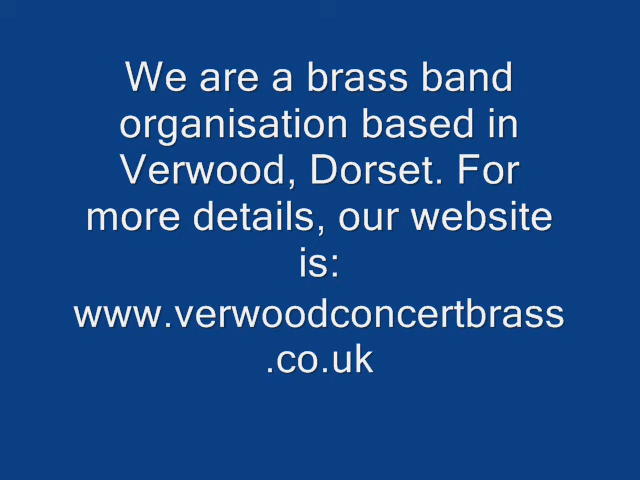 We are a brass band
organisation based in
Verwood, Dorset. For
more details, our website
is:
www.verwoodconcertbrass
.co.uk